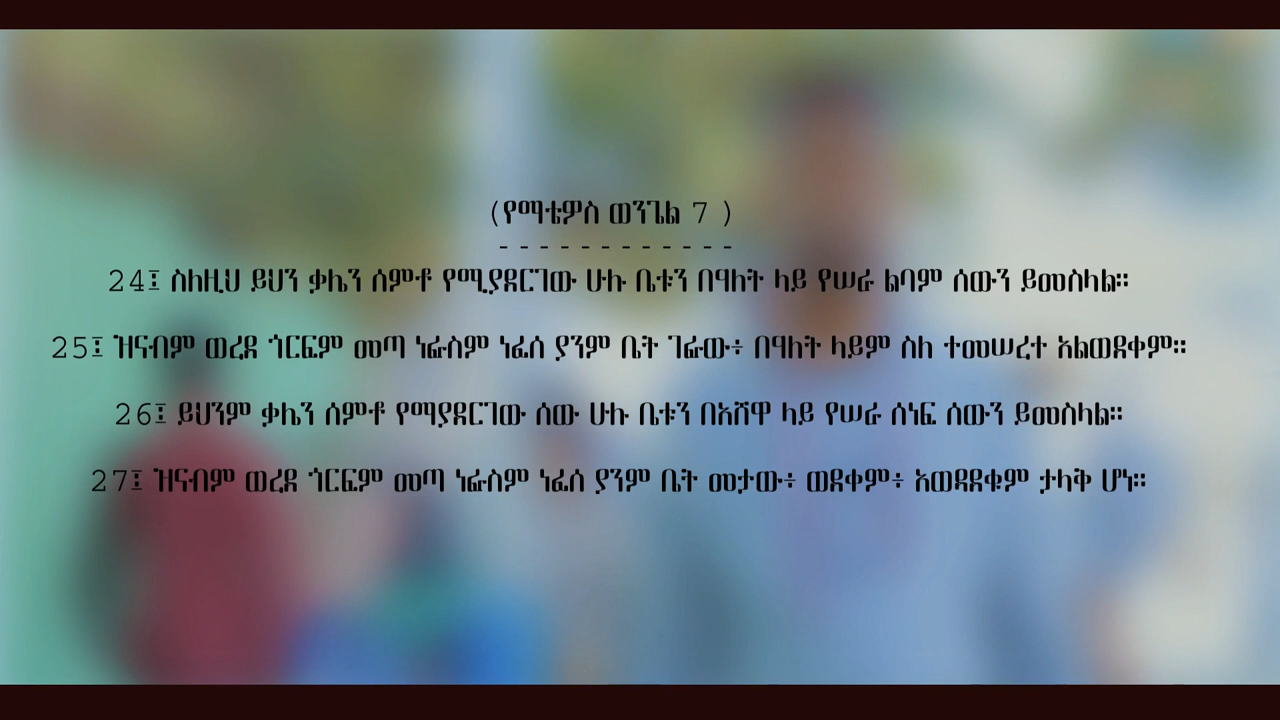 (የማቴዎስ ወንጌል 7 )
------------
24፤ ስለዚህ ይህን ቃሌን ሰምቶ የሚያደርገው ሁሉ ቤቱን በዓለት ላይ የሠራ ልባም ሰውን ይመስላል።
25፤ ዝናብም ወረደ ጎርፍም መጣ ነፋስም ነፈሰ ያንም ቤት ገፋው፥ በዓለት ላይም ስለ ተመሠረተ አልወደቀም።
26፤ ይህንም ቃሌን ሰምቶ የማያደርገው ሰው ሁሉ ቤቱን በአሸዋ ላይ የሠራ ሰነፍ ሰውን ይመስላል።
27፤ ዝናብም ወረደ ጎርፍም መጣ ነፋስም ነፈሰ ያንም ቤት መታው፥ ወደቀም፥ አወዳደቁም ታላቅ ሆነ።